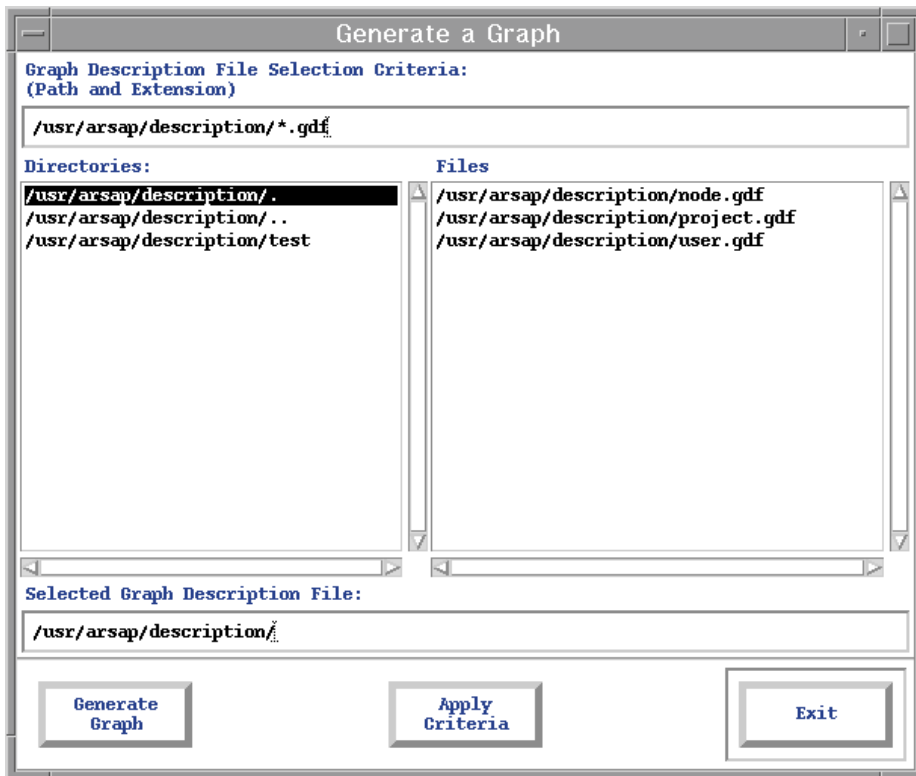 Generate a Graph
Graph Description File Selection Criteria:
(Path and Extension)
/usr/arsap/description/*.gdf
Directories:
/usr/arsap/description/.
/usr/arsap/description/..
/usr/arsap/description/test
Files
/usr/arsap/description/node.gdf
/usr/arsap/description/project.gdf
/usr/arsap/description/user.gdf
Selected Graph Description File:
/usr/arsap/description/
Generate
Graph
Apply
Criteria
Exit